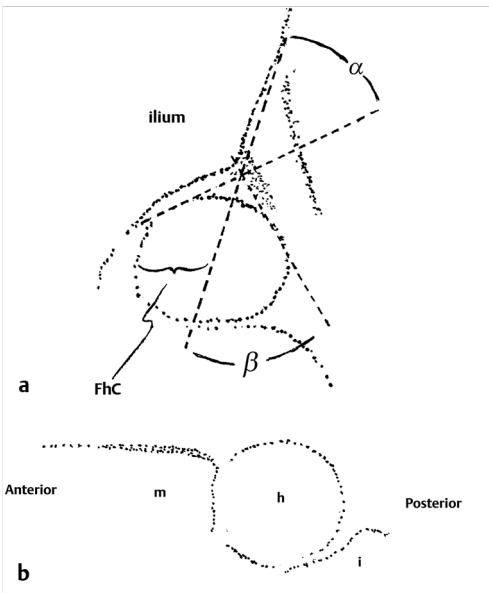 α
ilium
β
a
FhC
Anterior
m
h
Posterior
i
b